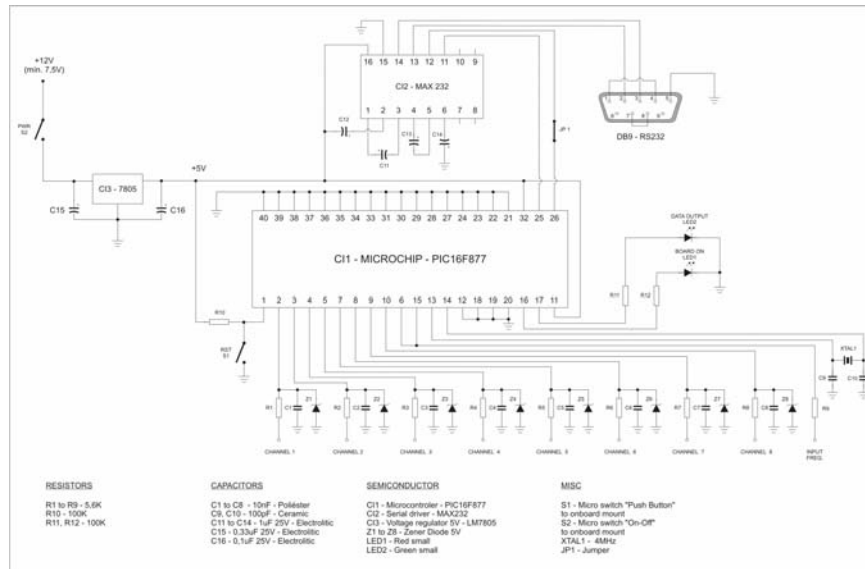 +12V
(min. 7,5V)
PWR
S2
CI3 - 7805
+5V
C15
C16
16 15 14 13 12 11 10 9
CI2 - MAX 232
1 2 3 4 5 6 7 8
C12
C11
C13
C14
JP 1
DB9 - RS232
40 39 38 37 36 35 34 33 31 30 29 28 27 24 23 22 21 32 25 26
CI1 - MICROCHIP - PIC16F877
1 2 3 4 5 7 8 9 10 6 15 13 14 12 18 19 20 16 17 11
DATA OUTPUT
LED2
BOARD ON
LED1
R11
R12
R10
RST
S1
XTAL1
C9
C10
R1 C1 Z1
R2 C2 Z2
R3 C3 Z3
R4 C4 Z4
R5 C5 Z5
R6 C6 Z6
R7 C7 Z7
R8 C8 Z8
R9
CHANNEL 1
CHANNEL 2
CHANNEL 3
CHANNEL 4
CHANNEL 5
CHANNEL 6
CHANNEL 7
CHANNEL 8
INPUT
FREQ.
RESISTORS
R1 to R9 - 5,6K
R10 - 100K
R11, R12 - 100K
CAPACITORS
C1 to C8 - 10nF - Poliéster
C9, C10 - 100pF - Ceramic
C11 to C14 - 1uF 25V - Electrolitic
C15 - 0,33uF 25V - Electrolitic
C16 - 0,1uF 25V - Electrolitic
SEMICONDUCTOR
CI1 - Microcontroler - PIC16F877
CI2 - Serial driver - MAX232
CI3 - Voltage regulator 5V - LM7805
Z1 to Z8 - Zener Diode 5V
LED1 - Red small
LED2 - Green small
MISC
S1 - Micro switch "Push Button"
to onboard mount
S2 - Micro switch "On-Off"
to onboard mount
XTAL1 - 4MHz
JP1 - Jumper